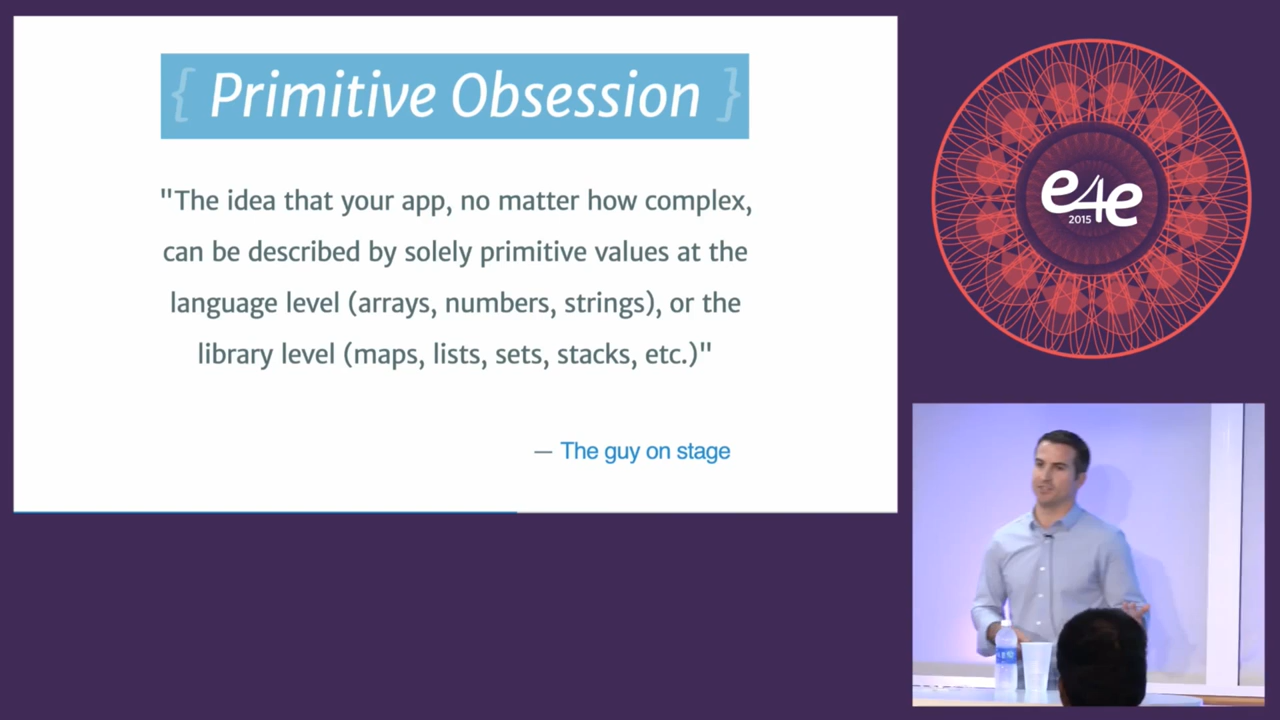 { Primitive Obsession }
"The idea that your app, no matter how complex,
can be described by solely primitive values at the
language level (arrays, numbers, strings), or the
library level (maps, lists, sets, stacks, etc.)"
— The guy on stage
e4e
2015